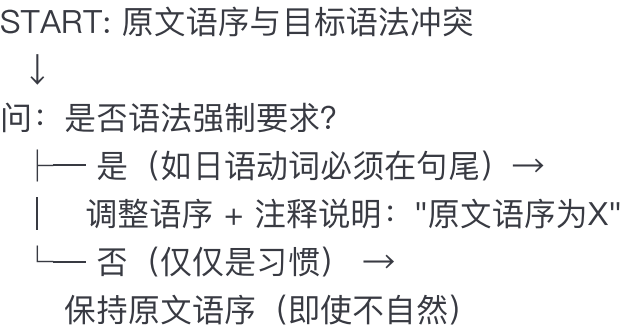 START: 原文语序与目标语法冲突
↓
问：是否语法强制要求？
├─ 是（如日语动词必须在句尾）→
│ 调整语序 + 注释说明："原文语序为X"
└─ 否（仅仅是习惯） →
保持原文语序（即使不自然）